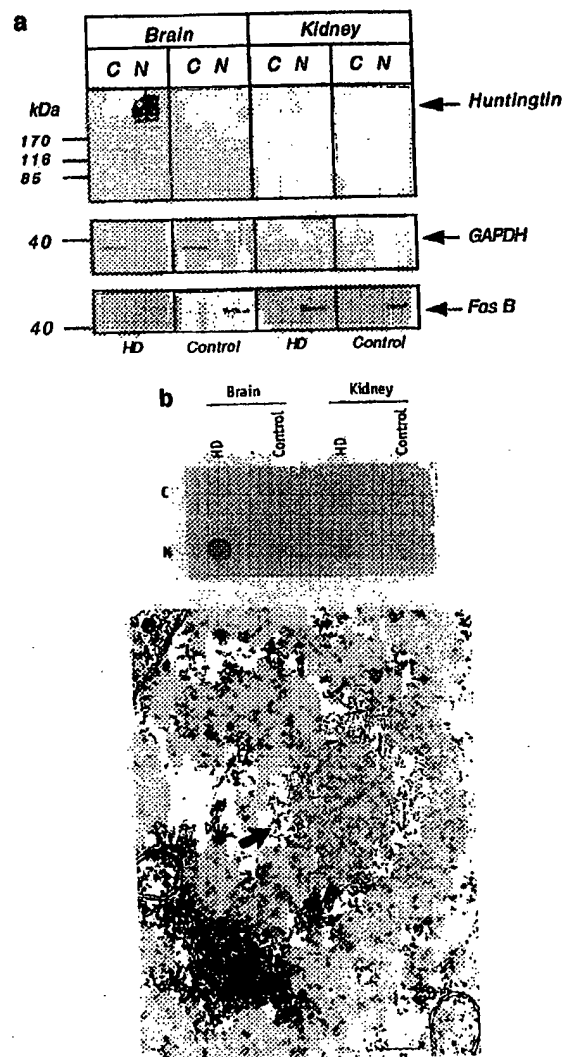 a
Brain Kidney
C N C N C N C N
kDa
Huntingtin
170
116
85
40
GAPDH
Fos B
40
HD Control HD Control
b
Brain Kidney
HD Control HD Control
C
N